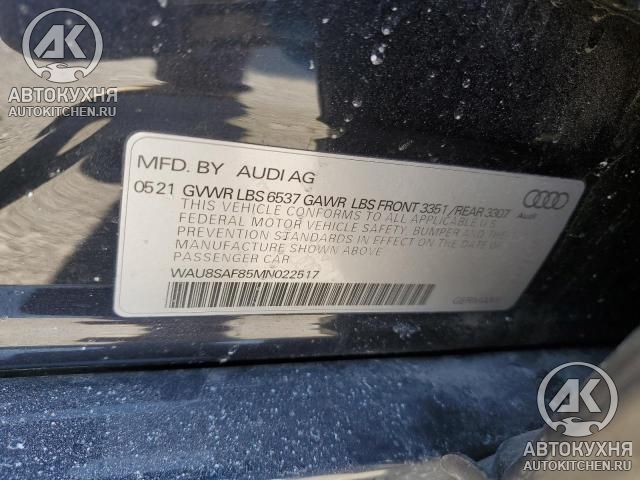 АВТОКУХНЯ
AUTOKITCHEN.RU
MFD. BY AUDI AG
0521 GVWR LBS 6537 GAWR LBS FRONT 3351 / REAR 3307
Audi
THIS VEHICLE CONFORMS TO ALL APPLICABLE U S
FEDERAL MOTOR VEHICLE SAFETY, BUMPER, AND THEFT
PREVENTION STANDARDS IN EFFECT ON THE DATE OF
MANUFACTURE SHOWN ABOVE.
PASSENGER CAR
WAU8SAF85MN022517
GERMANY
АК
АВТОКУХНЯ
AUTOKITCHEN.RU